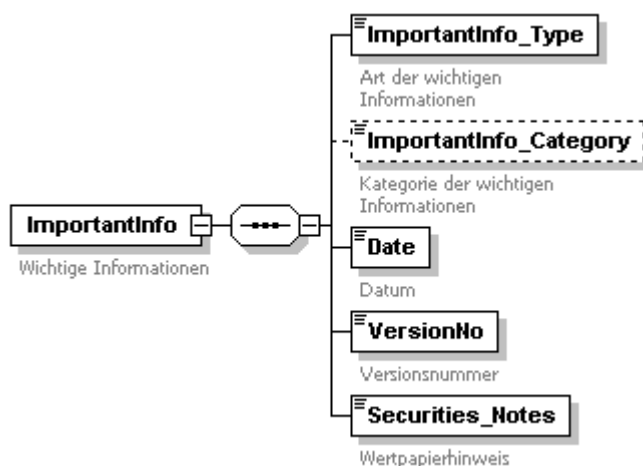 ImportantInfo_Type
Art der wichtigen
Informationen
ImportantInfo_Category
Kategorie der wichtigen
Informationen
ImportantInfo
Wichtige Informationen
Date
Datum
VersionNo
Versionsnummer
Securities_Notes
Wertpapierhinweis